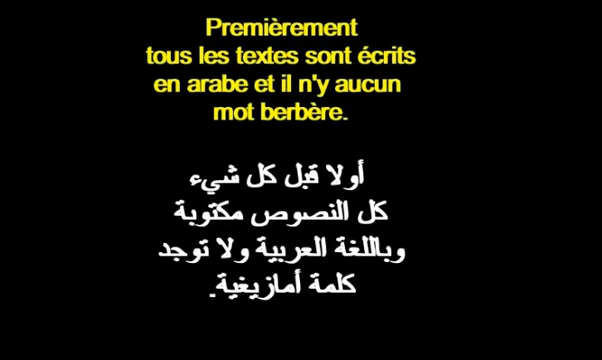 Premièrement
tous les textes sont écrits
en arabe et il n'y aucun
mot berbère.
أولا قبل كل شيء
كل النصوص مكتوبة
وباللغة العربية ولا توجد
كلمة أمازيغية.